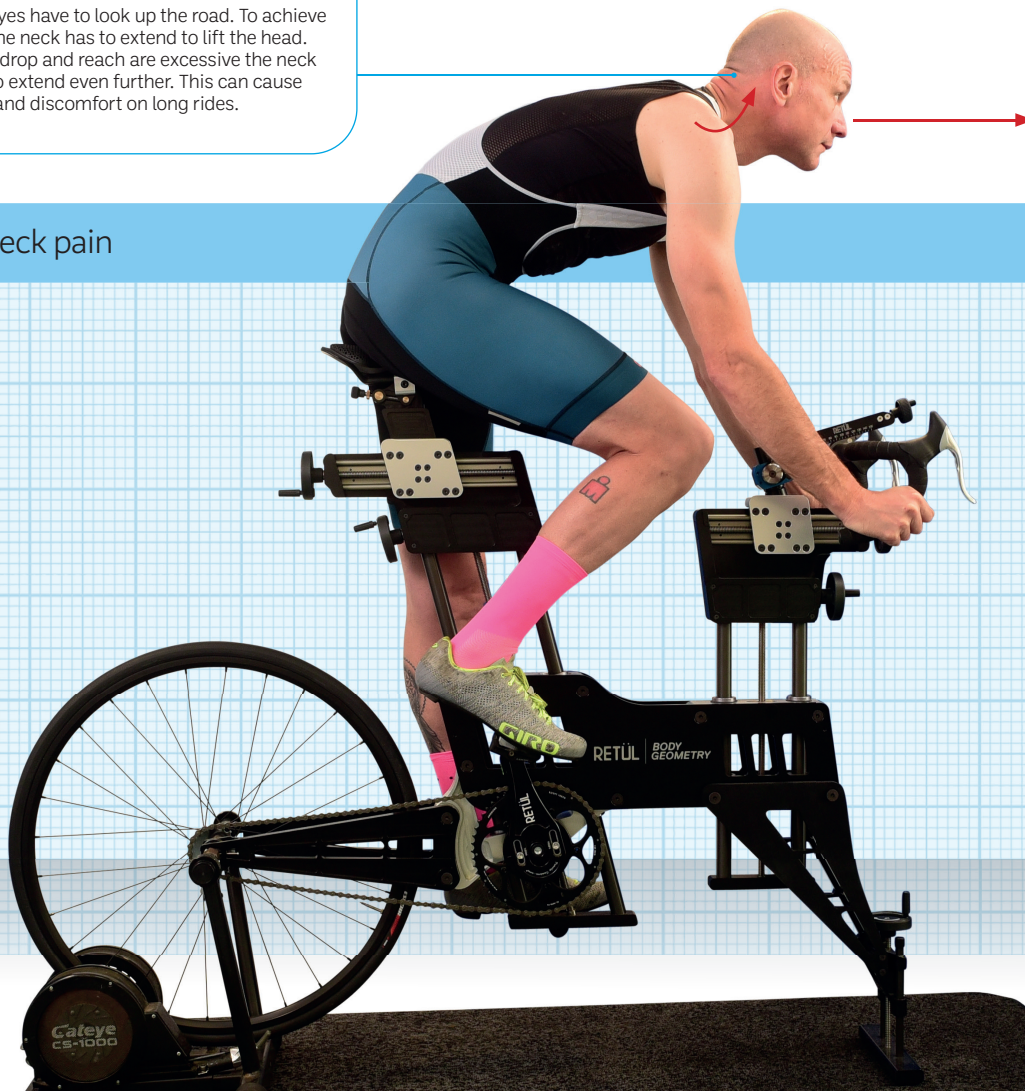 yes have to look up the road. To achieve
ne neck has to extend to lift the head.
drop and reach are excessive the neck
o extend even further. This can cause
and discomfort on long rides.
eck pain
RETÜL
GIRO
RETÜL BODY
GEOMETRY
RETÜL
Cateye
CS-1000